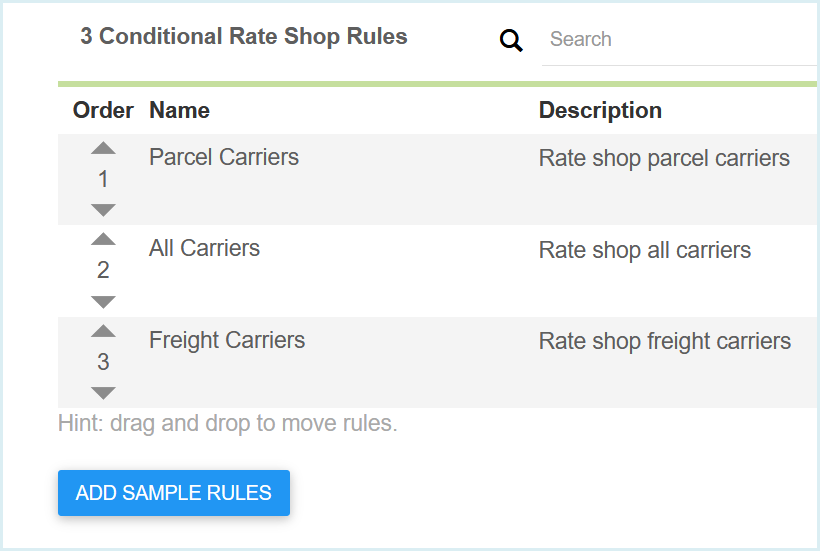 3 Conditional Rate Shop Rules
Search
Order Name Description
Parcel Carriers Rate shop parcel carriers
1
All Carriers Rate shop all carriers
2
Freight Carriers Rate shop freight carriers
3
Hint: drag and drop to move rules.
ADD SAMPLE RULES